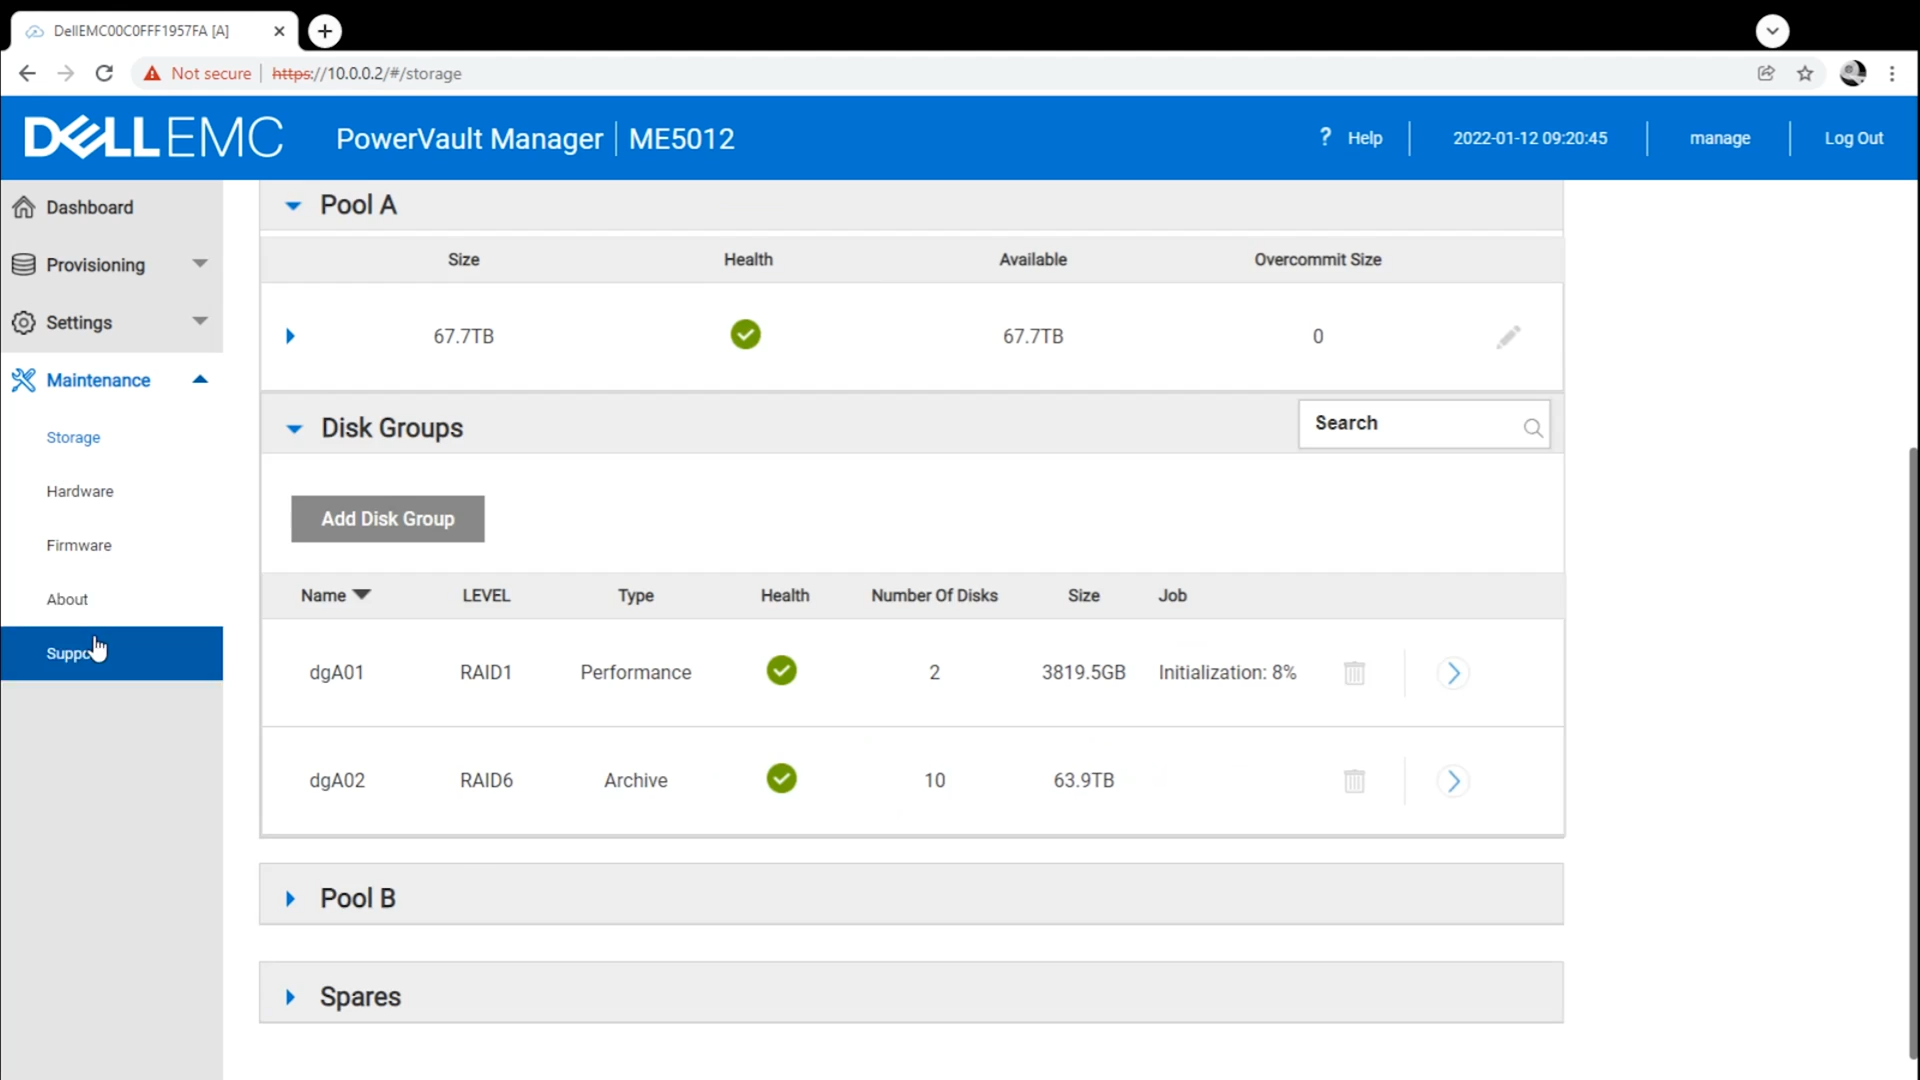 DellEMC00C0FFF1957FA [A]
Not secure https://10.0.0.2/#/storage
DELLEMC PowerVault Manager ME5012 ? Help 2022-01-12 09:20:45 manage Log Out
Dashboard
Provisioning
Settings
Maintenance
Storage
Hardware
Firmware
About
Pool A
Size Health Available Overcommit Size
67.7TB 67.7TB 0
Disk Groups Search
Add Disk Group
Name LEVEL Type Health Number Of Disks Size Job
dgA01 RAID1 Performance 2 3819.5GB Initialization: 8%
dgA02 RAID6 Archive 10 63.9TB
Pool B
Spares